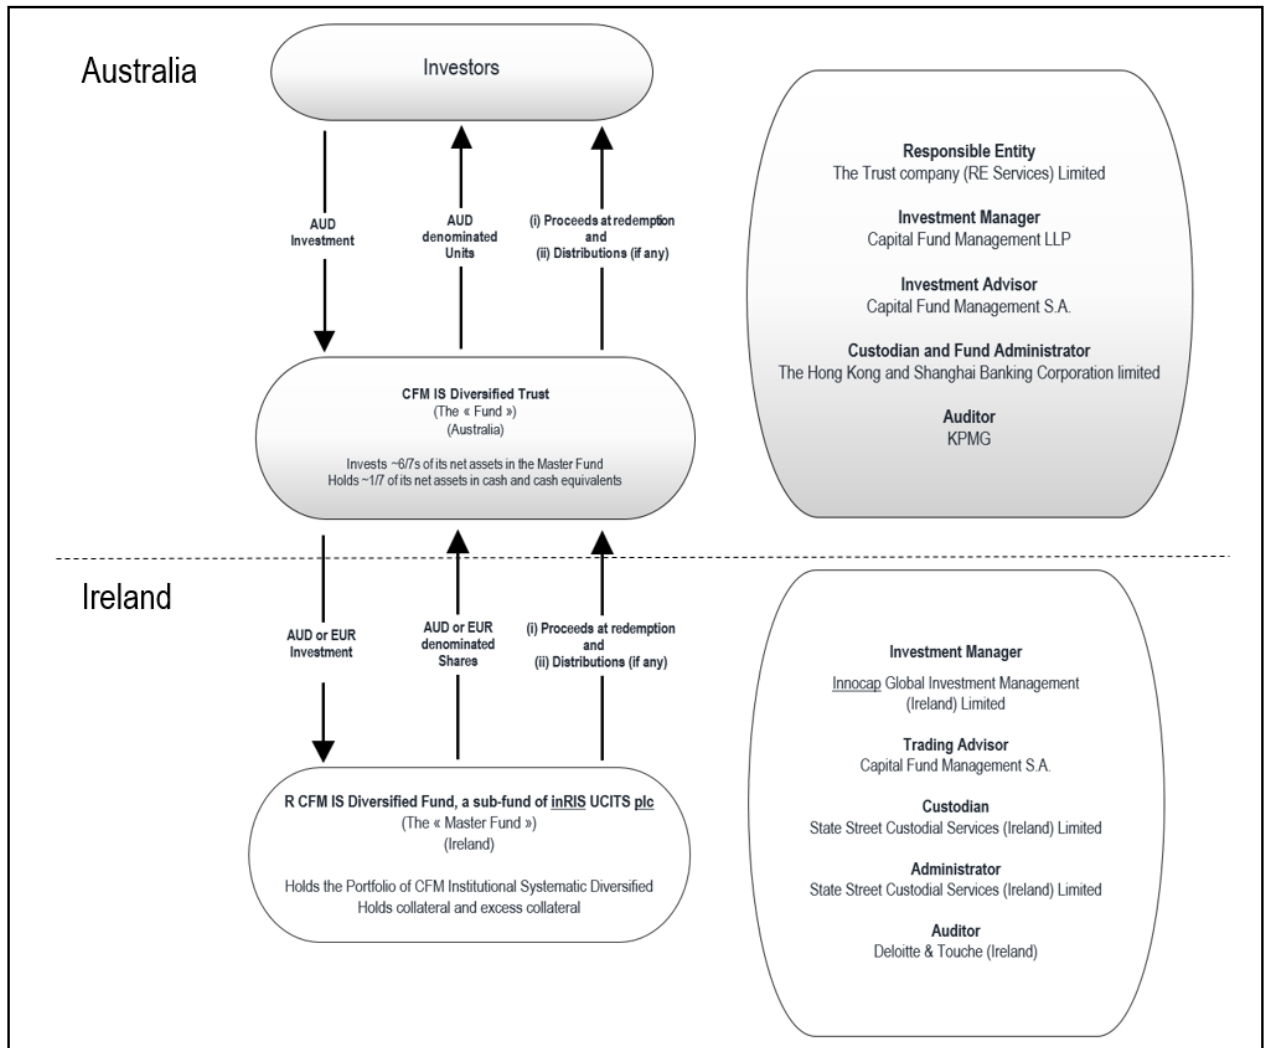 Australia
Investors
AUD
Investment
AUD
denominated
Units
(i) Proceeds at redemption
and
(ii) Distributions (if any)
CFM IS Diversified Trust
(The « Fund »)
(Australia)
Invests ~6/7s of its net assets in the Master Fund
Holds ~1/7 of its net assets in cash and cash equivalents
Responsible Entity
The Trust company (RE Services) Limited
Investment Manager
Capital Fund Management LLP
Investment Advisor
Capital Fund Management S.A.
Custodian and Fund Administrator
The Hong Kong and Shanghai Banking Corporation limited
Auditor
KPMG
Ireland
AUD or EUR
Investment
AUD or EUR
denominated
Shares
(i) Proceeds at redemption
and
(ii) Distributions (if any)
R CFM IS Diversified Fund, a sub-fund of inRIS UCITS plc
(The « Master Fund »)
(Ireland)
Holds the Portfolio of CFM Institutional Systematic Diversified
Holds collateral and excess collateral
Investment Manager
Innocap Global Investment Management
(Ireland) Limited
Trading Advisor
Capital Fund Management S.A.
Custodian
State Street Custodial Services (Ireland) Limited
Administrator
State Street Custodial Services (Ireland) Limited
Auditor
Deloitte & Touche (Ireland)